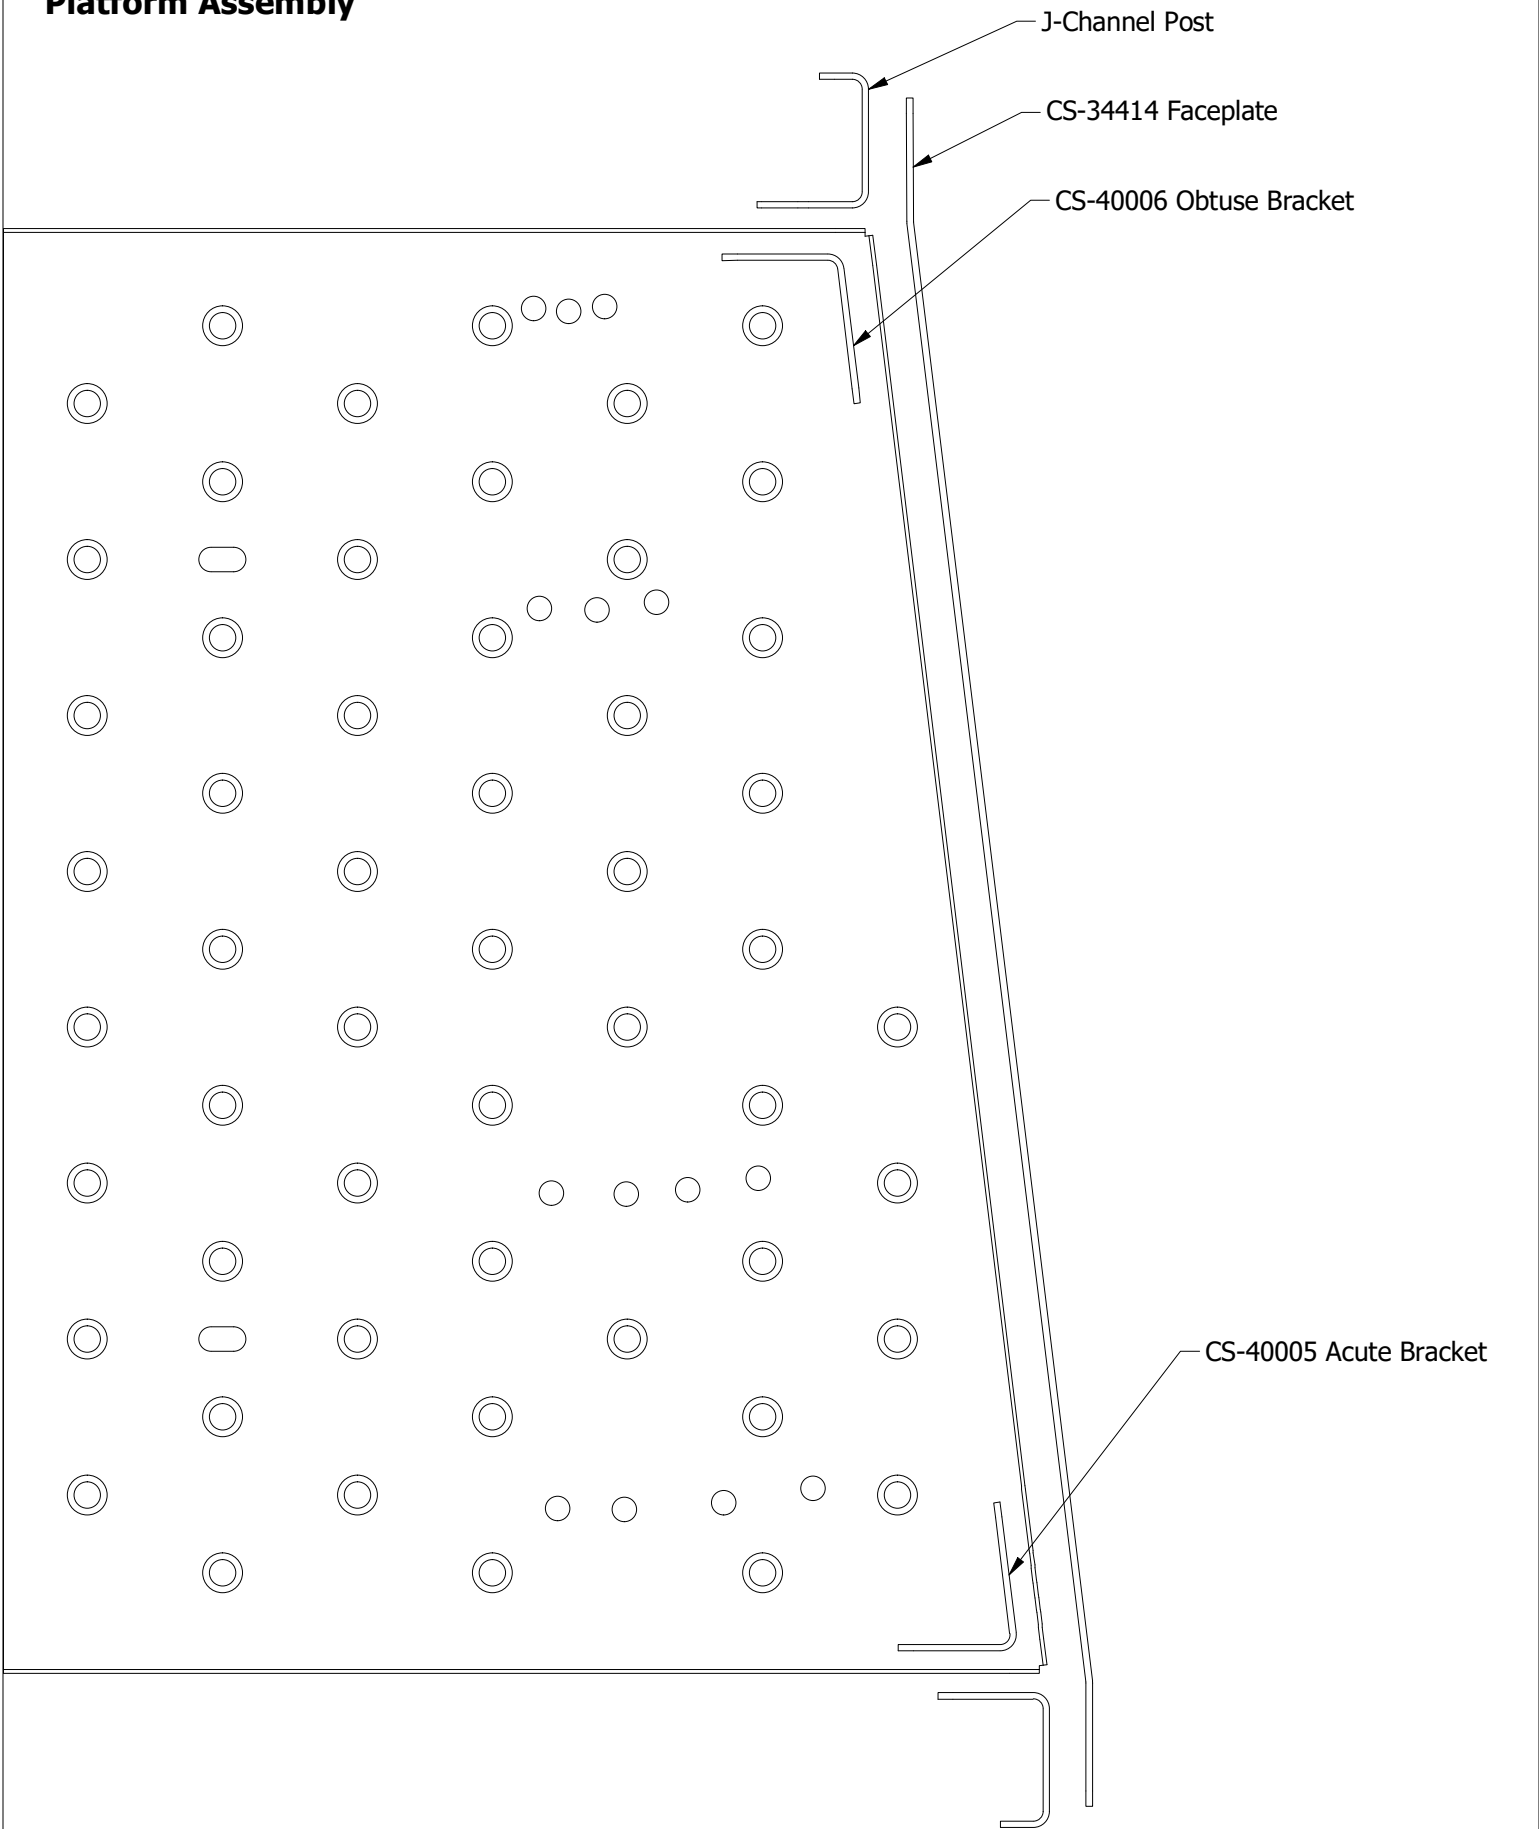 Platform Assembly
J-Channel Post
CS-34414 Faceplate
CS-40006 Obtuse Bracket
CS-40005 Acute Bracket